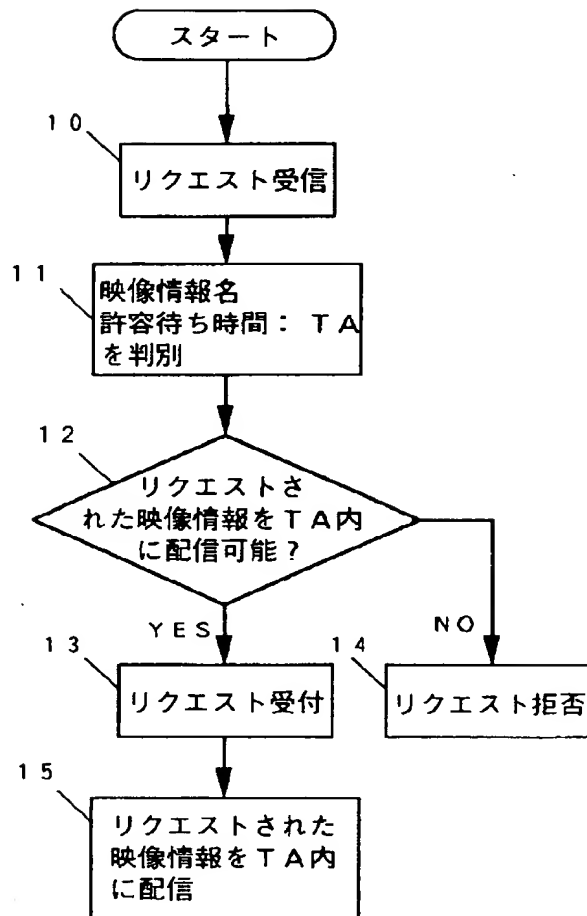 スタート
10
リクエスト受信
11
映像情報名
許容待ち時間：TA
を判別
12
リクエストさ
れた映像情報をTA内
に配信可能？
YES
NO
13
リクエスト受付
14
リクエスト拒否
15
リクエストされた
映像情報をTA内
に配信